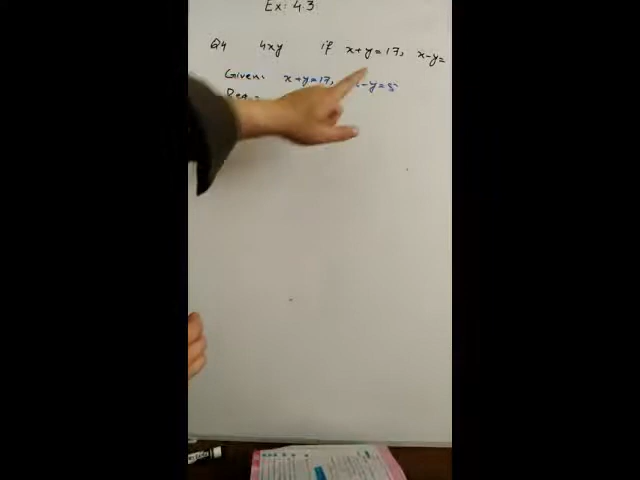 Ex: 4.3
Q4 4xy if x+y=17, x-y=
Given: x+y=17, x-y=5